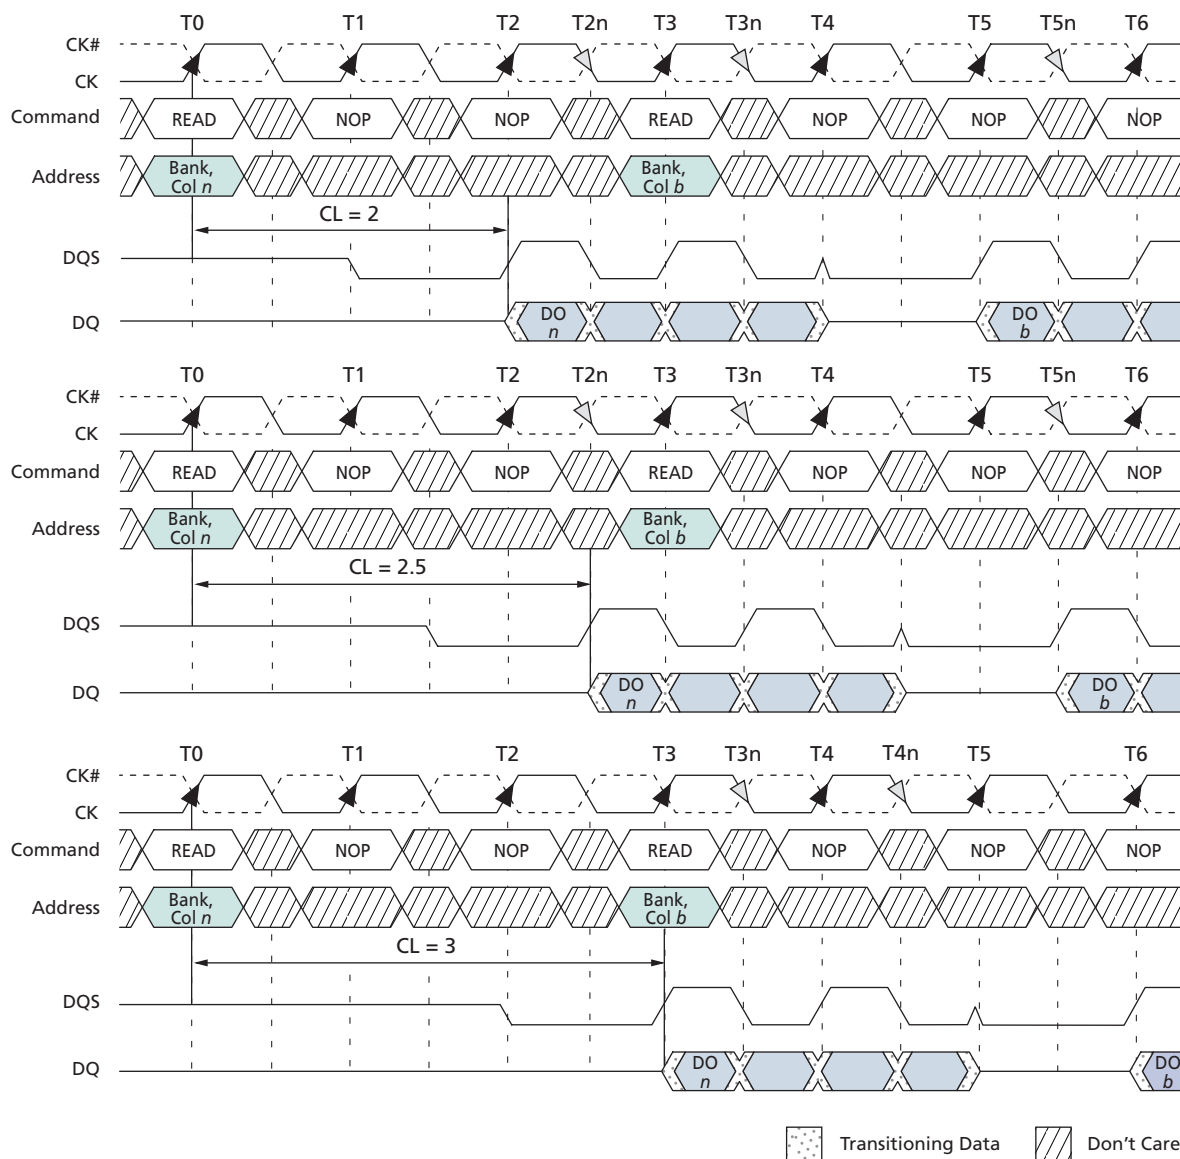 T0 T1 T2 T2n T3 T3n T4 T5 T5n T6
CK#
CK
Command READ NOP NOP READ NOP NOP NOP
Address Bank, Col n Bank, Col b
CL = 2
DQS
DQ DO n DO b
T0 T1 T2 T2n T3 T3n T4 T5 T5n T6
CK#
CK
Command READ NOP NOP READ NOP NOP NOP
Address Bank, Col n Bank, Col b
CL = 2.5
DQS
DQ DO n DO b
T0 T1 T2 T3 T3n T4 T4n T5 T6
CK#
CK
Command READ NOP NOP READ NOP NOP NOP
Address Bank, Col n Bank, Col b
CL = 3
DQS
DQ DO n DO b
Transitioning Data Don't Care